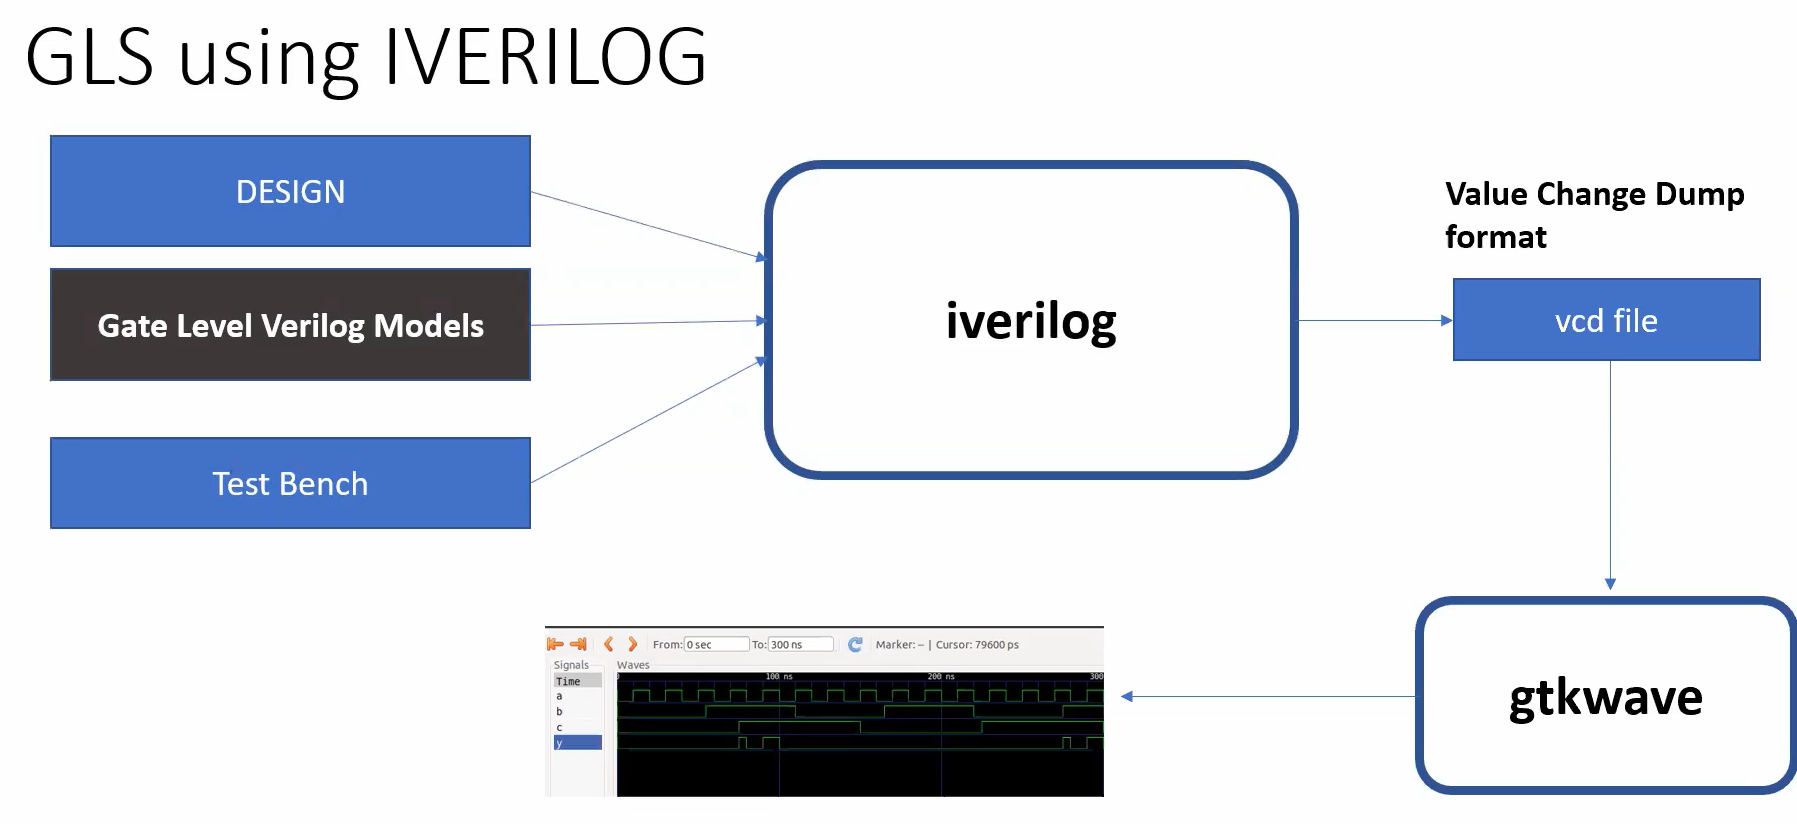 GLS using IVERILOG
DESIGN
Gate Level Verilog Models
Test Bench
iverilog
Value Change Dump
format
vcd file
gtkwave
From: 0 sec To: 300 ns Marker: -- | Cursor: 79600 ps
Signals Waves
Time 0 100 ns 200 ns 300
a
b
c
y